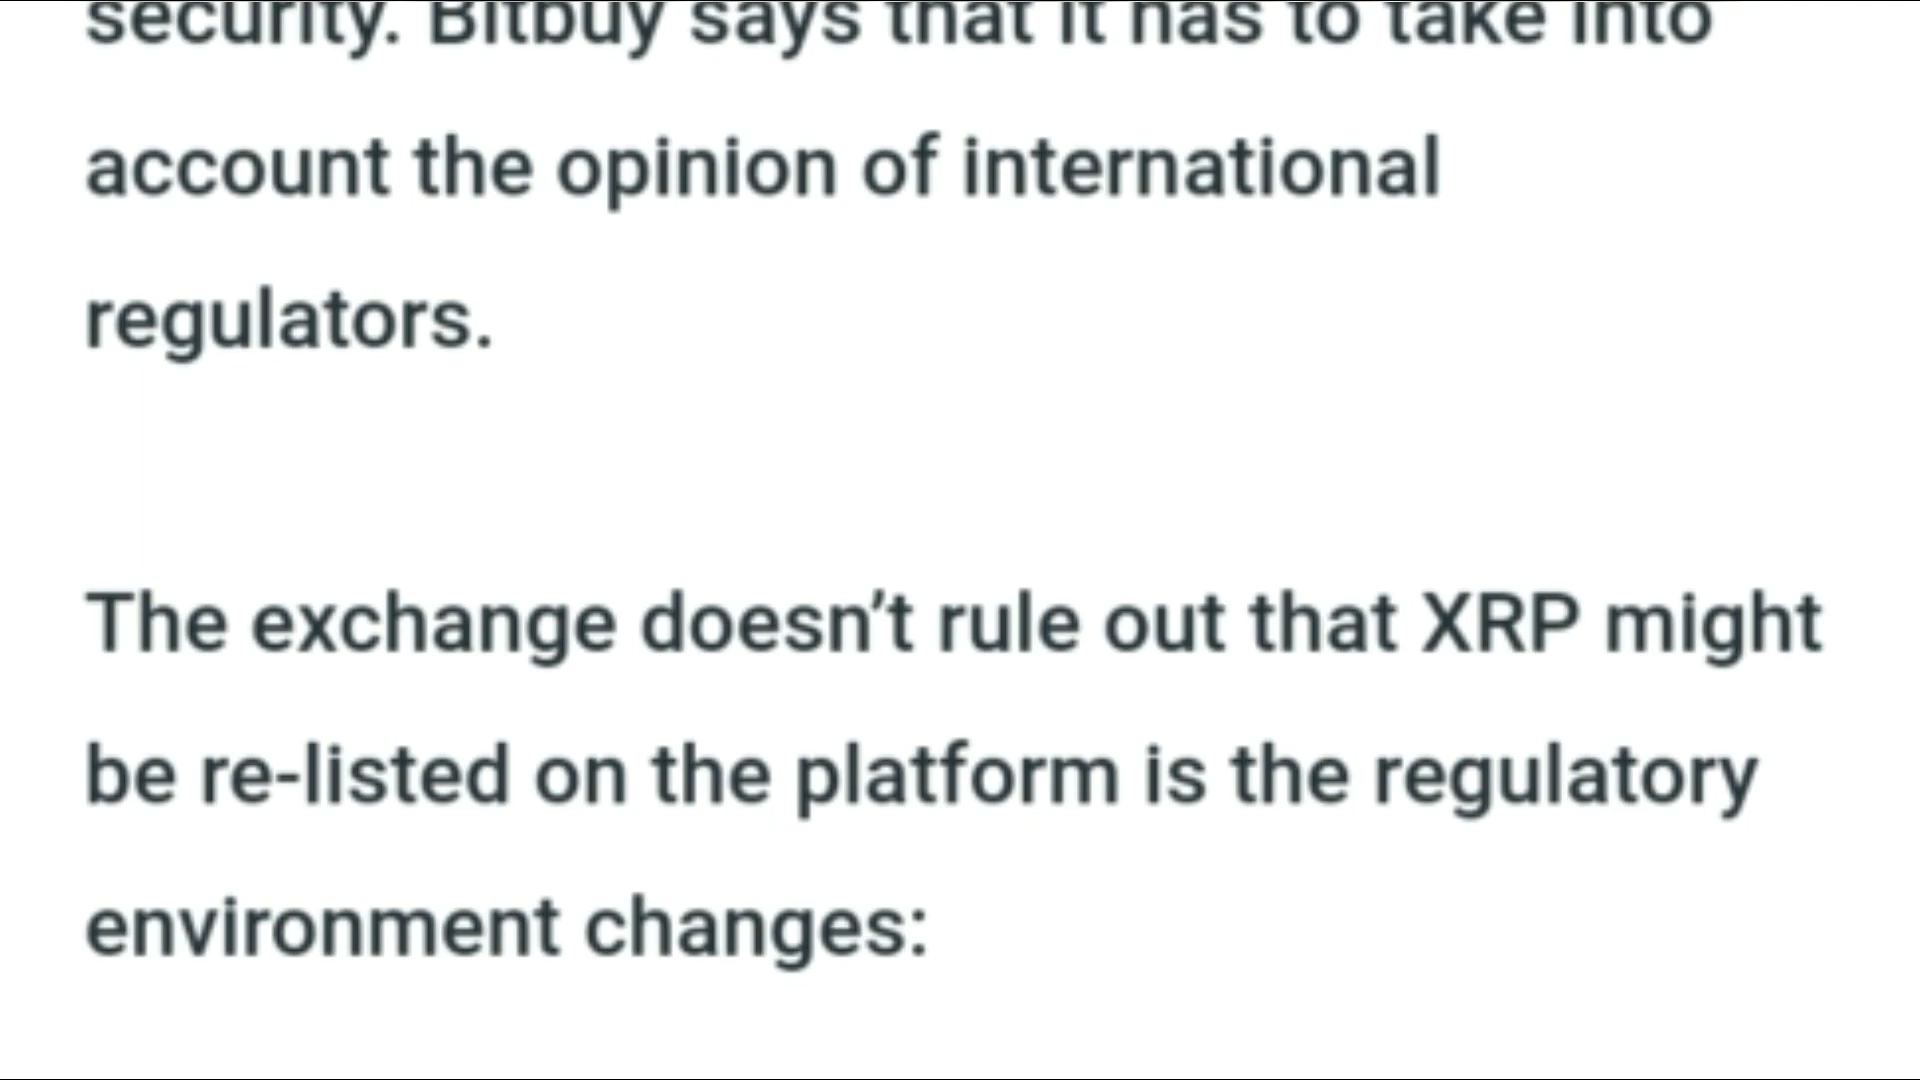 security. Bitbuy says that it has to take into
account the opinion of international
regulators.
The exchange doesn’t rule out that XRP might
be re-listed on the platform is the regulatory
environment changes: